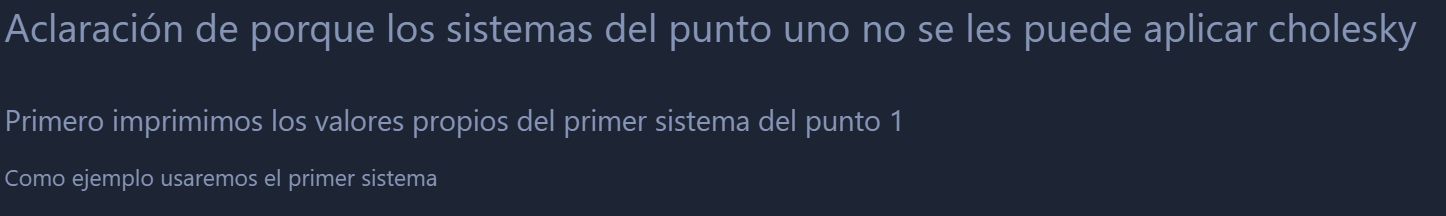 Aclaración de porque los sistemas del punto uno no se les puede aplicar cholesky
Primero imprimimos los valores propios del primer sistema del punto 1
Como ejemplo usaremos el primer sistema